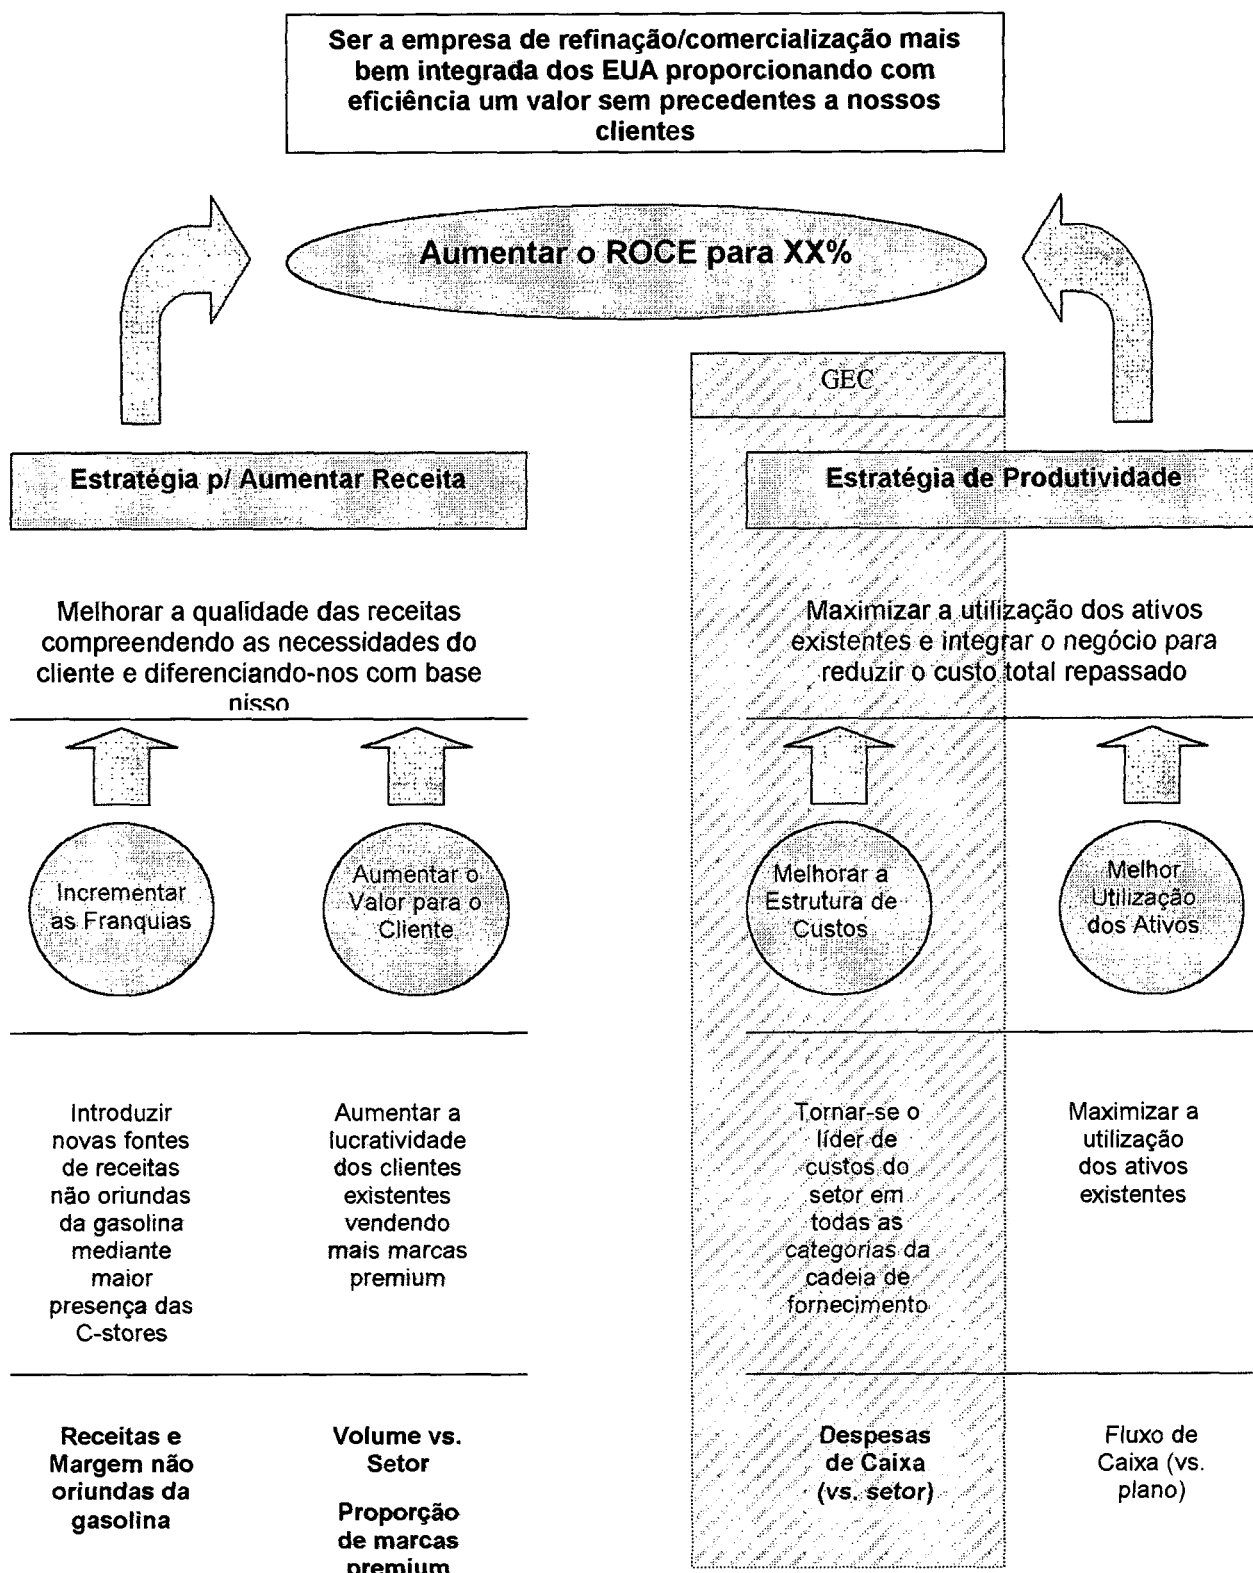 Ser a empresa de refinação/comercialização mais
bem integrada dos EUA proporcionando com
eficiência um valor sem precedentes a nossos
clientes
Aumentar o ROCE para XX%
GEC
Estratégia p/ Aumentar Receita
Estratégia de Produtividade
Melhorar a qualidade das receitas
compreendendo as necessidades do
cliente e diferenciando-nos com base
nisso
Maximizar a utilização dos ativos
existentes e integrar o negócio para
reduzir o custo total repassado
Incrementar
as Franquias
Aumentar o
Valor para o
Cliente
Melhorar a
Estrutura de
Custos
Melhor
Utilização
dos Ativos
Introduzir
novas fontes
de receitas
não oriundas
da gasolina
mediante
maior
presença das
C-stores
Aumentar a
lucratividade
dos clientes
existentes
vendendo
mais marcas
premium
Tornar-se o
líder de
custos do
setor em
todas as
categorias da
cadeia de
fornecimento
Maximizar a
utilização
dos ativos
existentes
Receitas e
Margem não
oriundas da
gasolina
Volume vs.
Setor
Proporção
de marcas
premium
Despesas
de Caixa
(vs. setor)
Fluxo de
Caixa (vs.
plano)